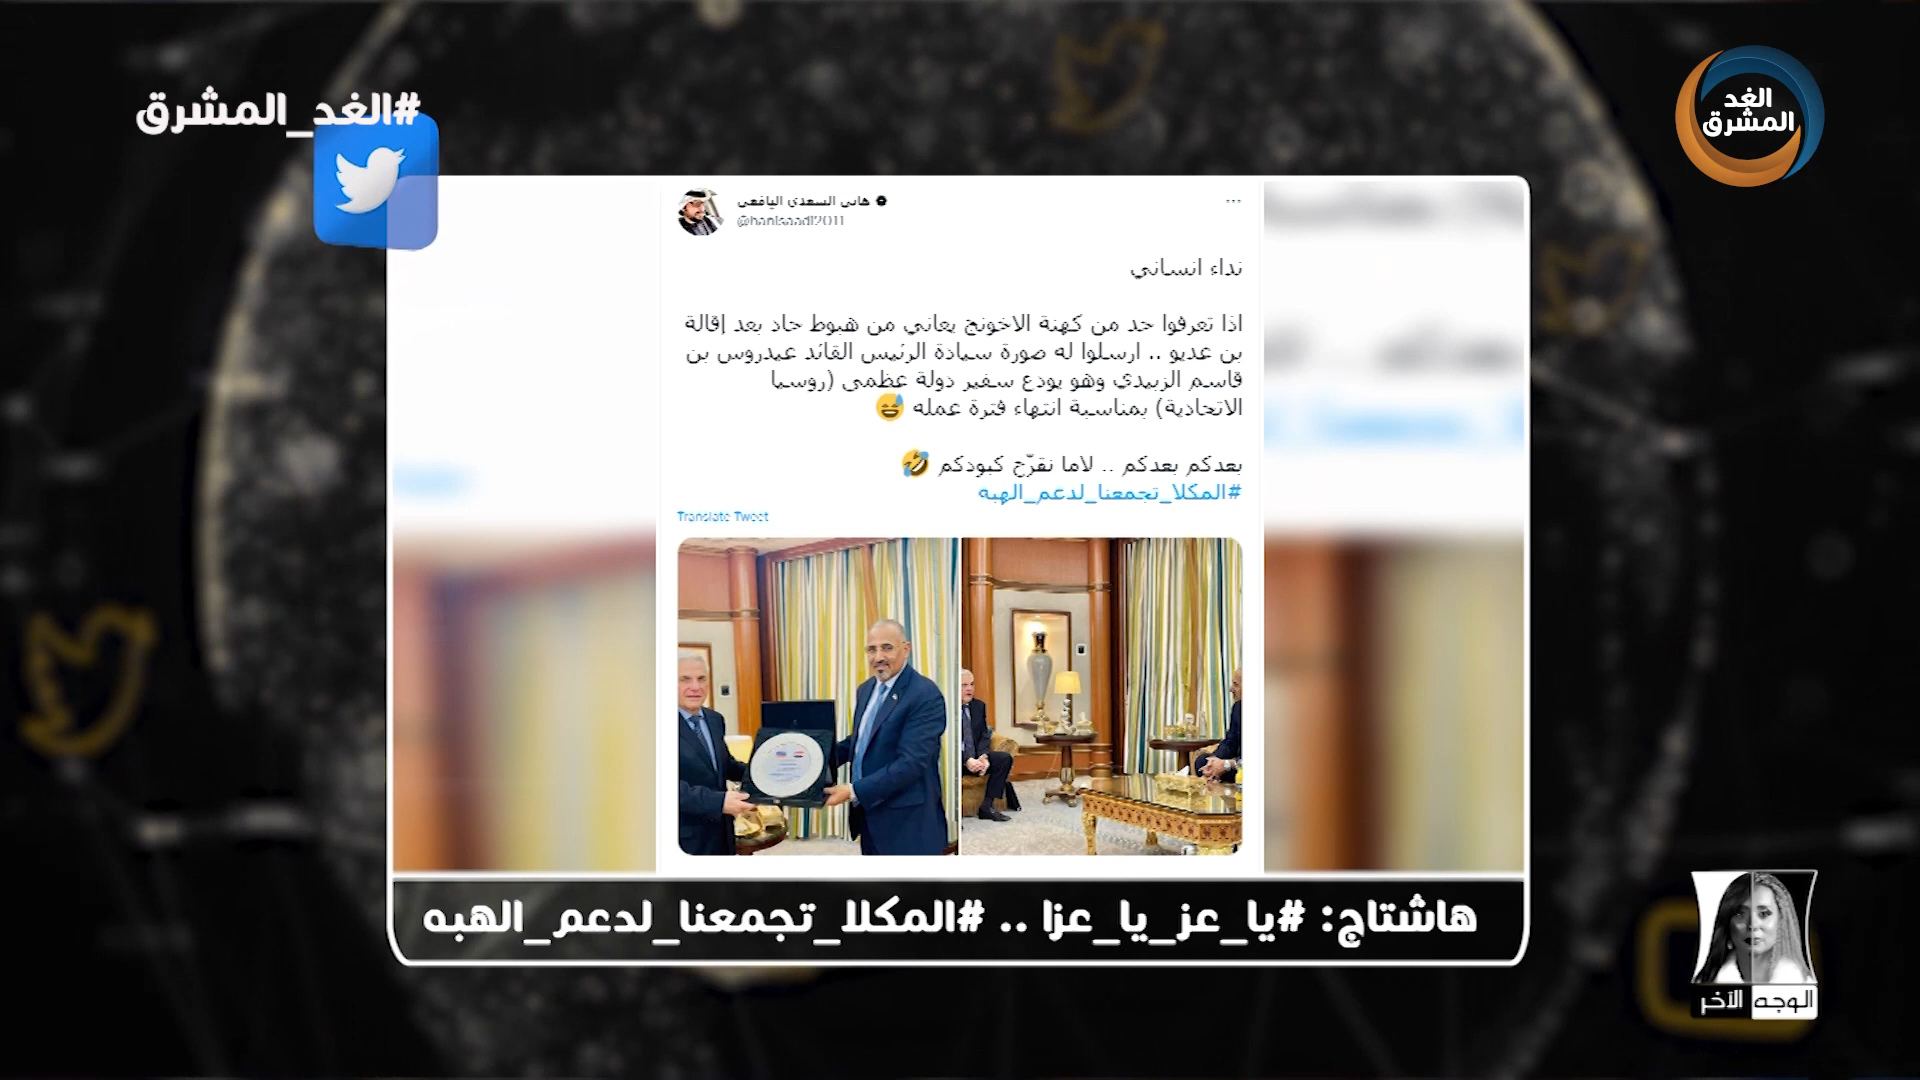 #الغد_المشرق
الغد
المشرق
هاني السعدي اليافعي
@hanisaadi2011
نداء انساني
اذا تعرفوا حد من كهنة الاخونج يعاني من هبوط حاد بعد إقالة
بن عديو .. ارسلوا له صورة سيادة الرئيس القائد عيدروس بن
قاسم الزبيدي وهو يودع سفير دولة عظمى (روسيا
الاتحادية) بمناسبة انتهاء فترة عمله 😅
بعدكم بعدكم .. لاما نقرّح كبودكم 🤣
#المكلا_تجمعنا_لدعم_الهبه
Translate Tweet
هاشتاج: #يا_عز_يا_عزا .. #المكلا_تجمعنا_لدعم_الهبه
الوجه الآخر